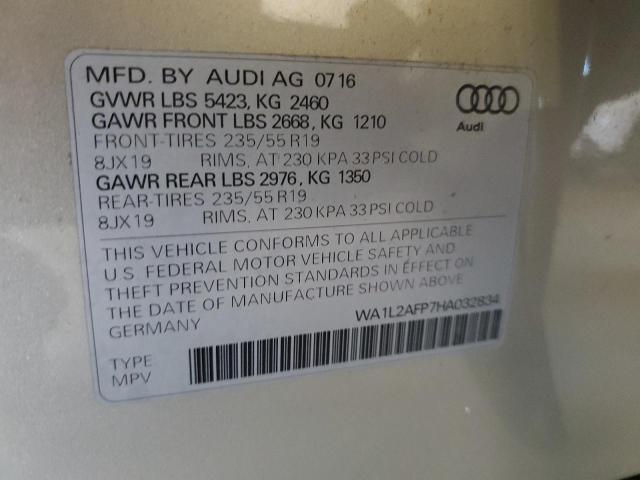 MFD. BY AUDI AG 07 16
GVWR LBS 5423, KG 2460
GAWR FRONT LBS 2668, KG 1210
FRONT-TIRES 235/55 R19
8JX19 RIMS, AT 230 KPA 33 PSI COLD
GAWR REAR LBS 2976, KG 1350
REAR-TIRES 235/55 R19
8JX19 RIMS, AT 230 KPA 33 PSI COLD
Audi
THIS VEHICLE CONFORMS TO ALL APPLICABLE
U.S. FEDERAL MOTOR VEHICLE SAFETY AND
THEFT PREVENTION STANDARDS IN EFFECT ON
THE DATE OF MANUFACTURE SHOWN ABOVE
GERMANY
WA1L2AFP7HA032834
TYPE
MPV